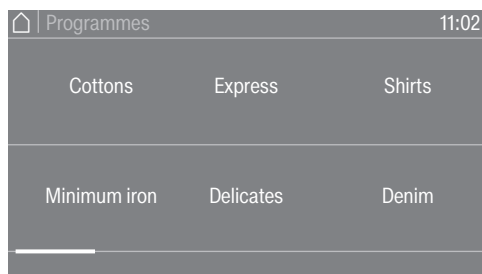 Programmes 11:02
Cottons Express Shirts
Minimum iron Delicates Denim